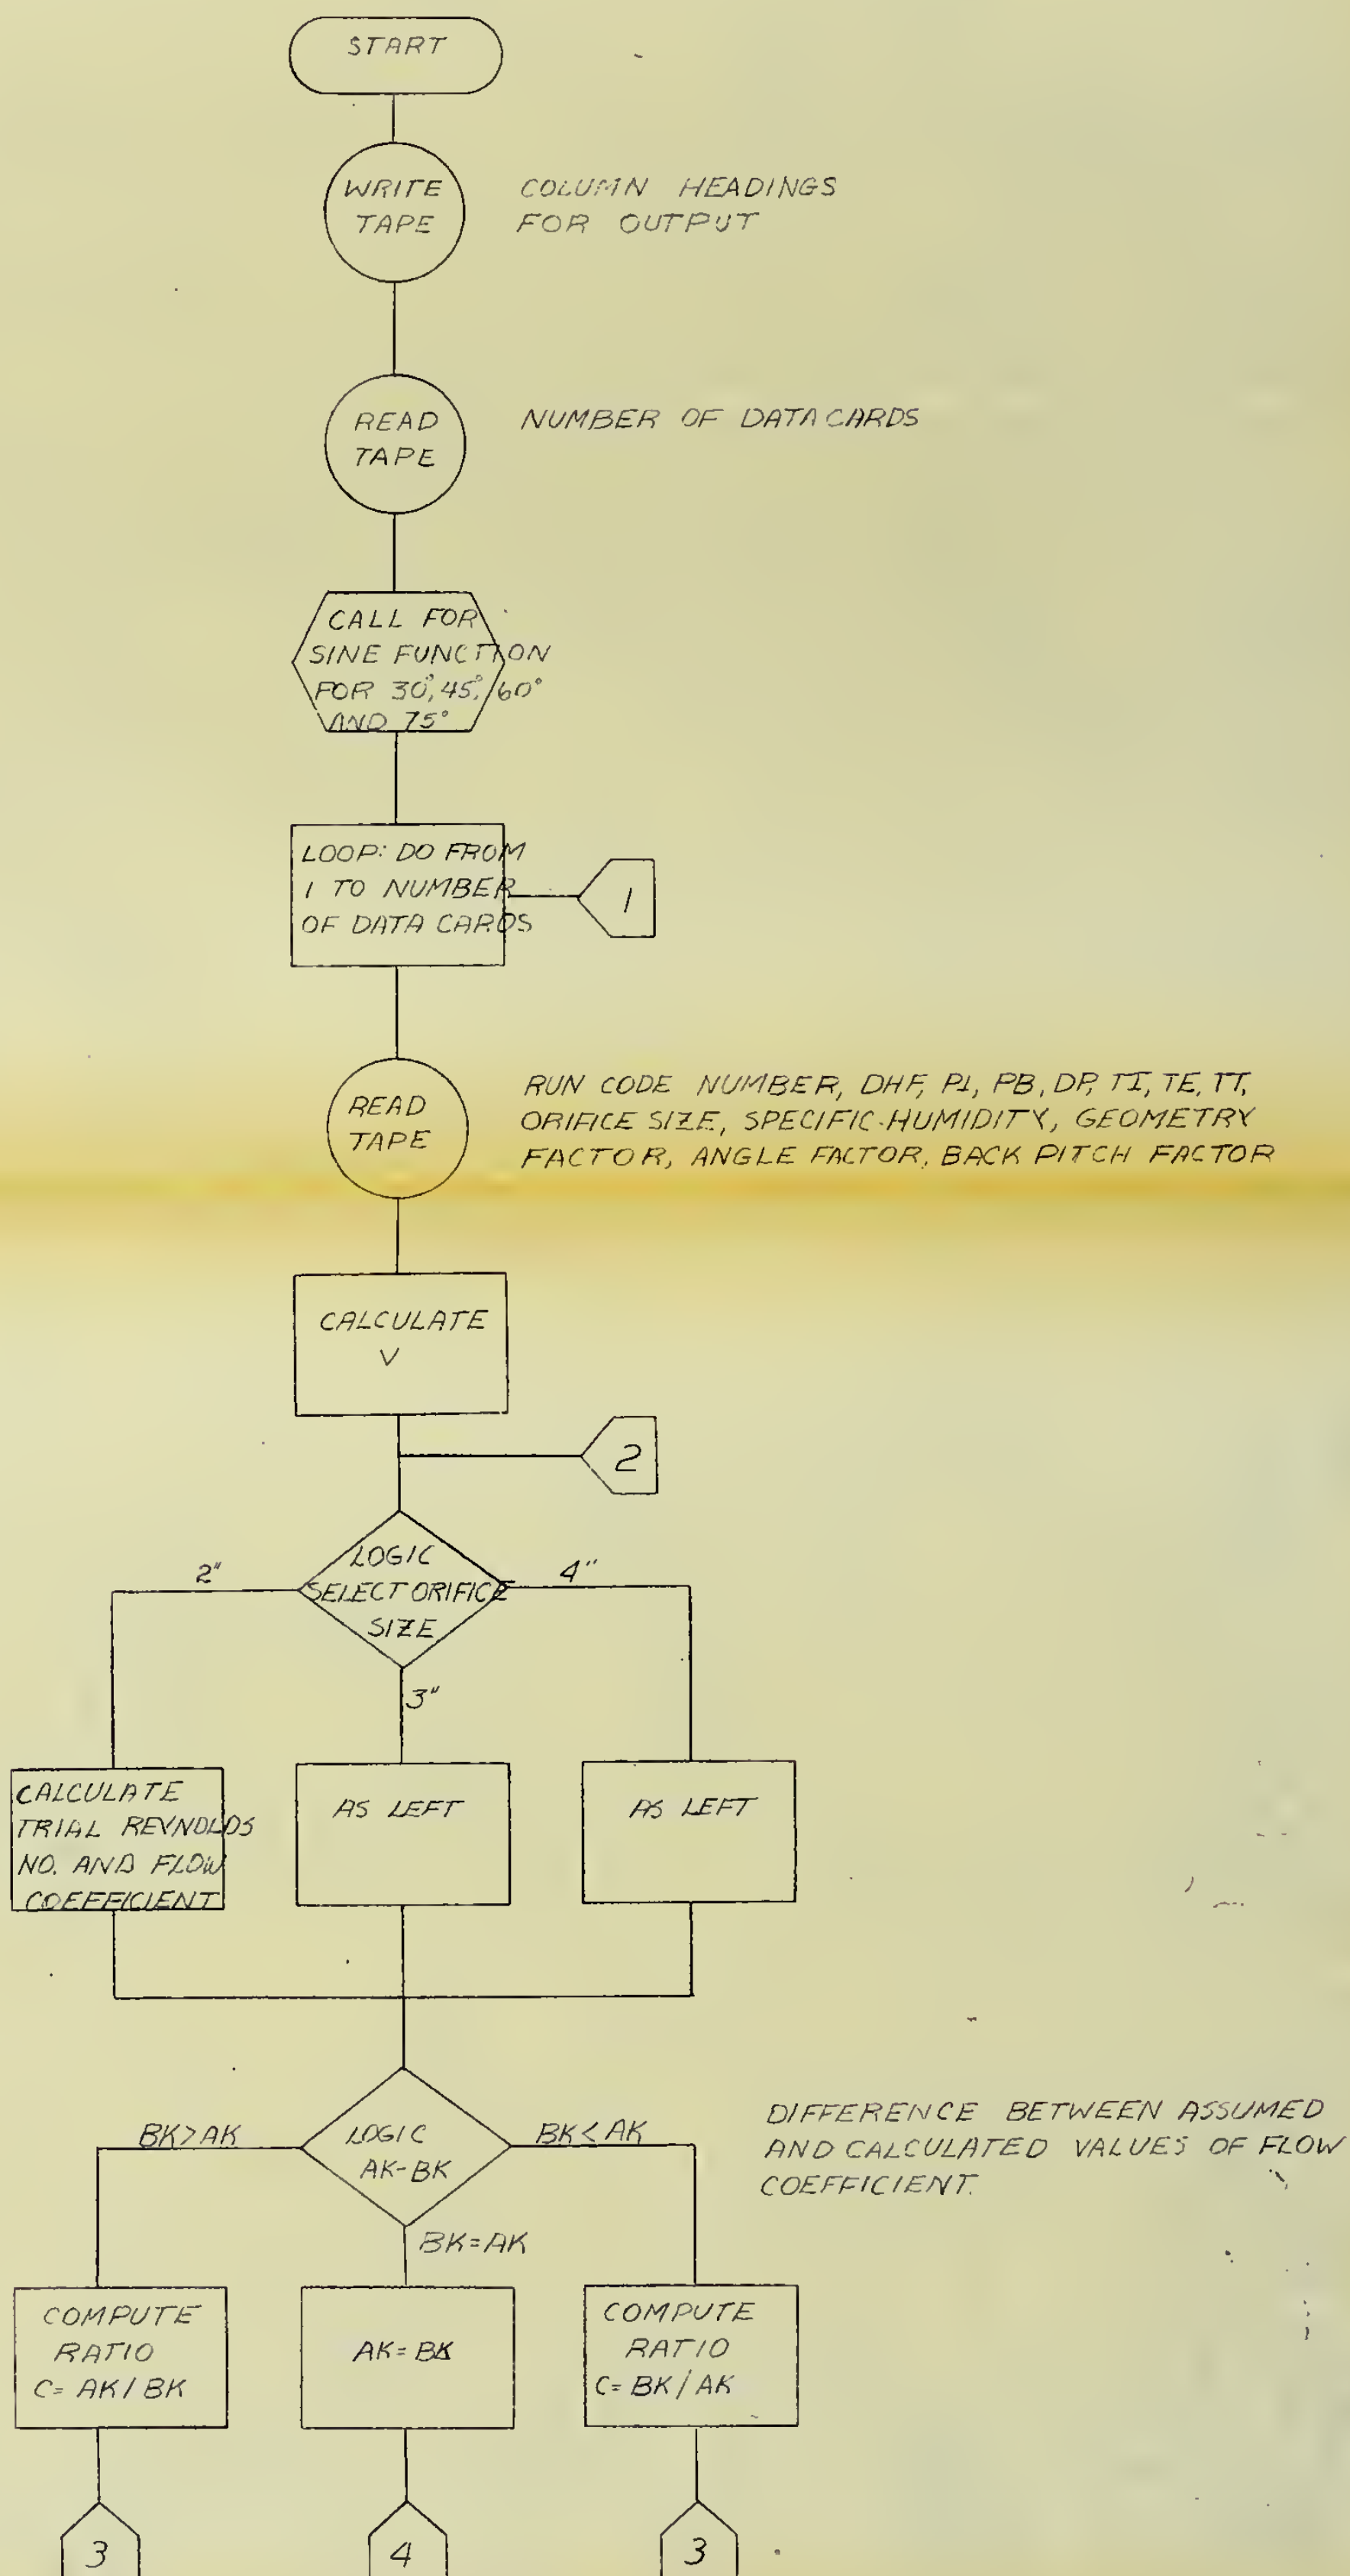 START
WRITE
TAPE
COLUMN HEADINGS
FOR OUTPUT
READ
TAPE
NUMBER OF DATA CARDS
CALL FOR
SINE FUNCTION
FOR 30°, 45°, 60°
AND 75°
LOOP: DO FROM
1 TO NUMBER
OF DATA CARDS
1
READ
TAPE
RUN CODE NUMBER, DHF, P1, PB, DP, TI, TE, TT,
ORIFICE SIZE, SPECIFIC HUMIDITY, GEOMETRY
FACTOR, ANGLE FACTOR, BACK PITCH FACTOR
CALCULATE
V
2
LOGIC
SELECT ORIFICE
SIZE
2"
4"
3"
CALCULATE
TRIAL REYNOLDS
NO. AND FLOW
COEFFICIENT
AS LEFT
AS LEFT
BK>AK
LOGIC
AK-BK
BK<AK
BK=AK
DIFFERENCE BETWEEN ASSUMED
AND CALCULATED VALUES OF FLOW
COEFFICIENT.
COMPUTE
RATIO
C= AK/BK
AK=BK
COMPUTE
RATIO
C=BK/AK
3
4
3